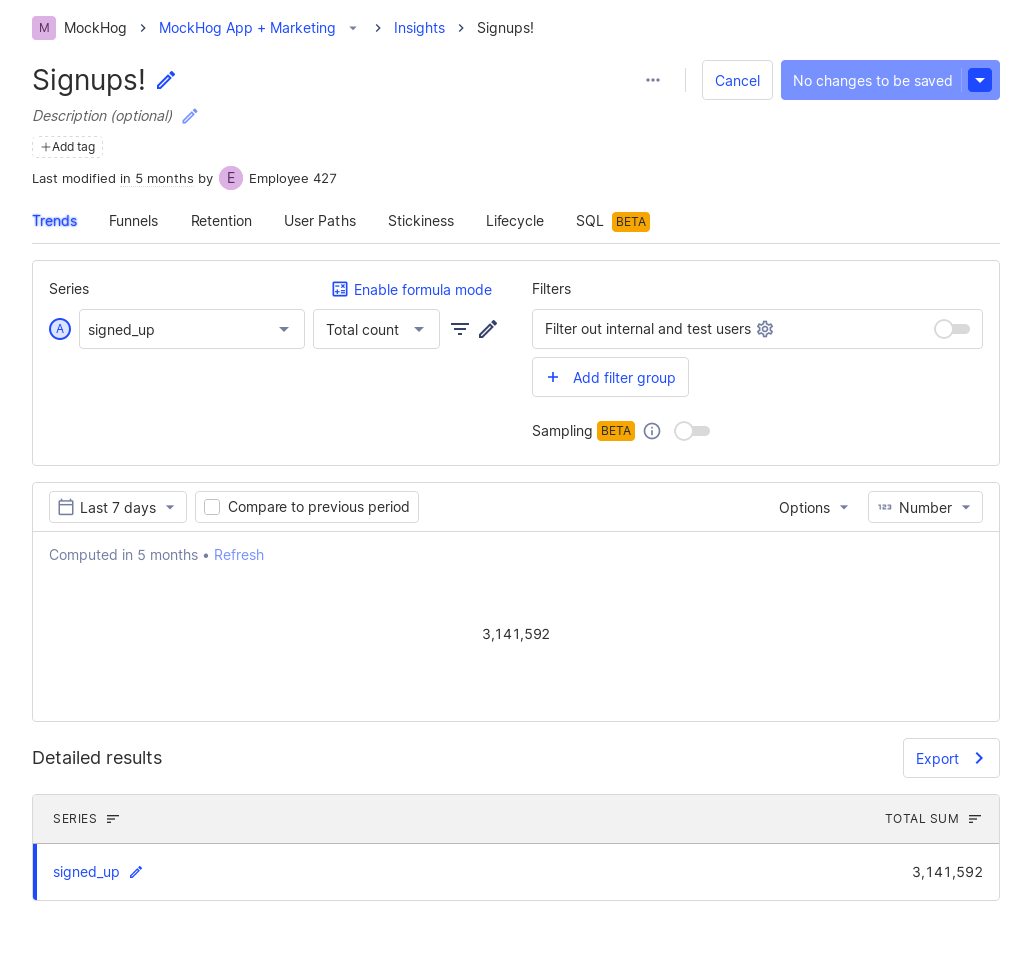 M MockHog MockHog App + Marketing Insights Signups!
Signups!
Cancel No changes to be saved
Description (optional)
+Add tag
Last modified in 5 months by E Employee 427
Trends Funnels Retention User Paths Stickiness Lifecycle SQL BETA
Series Enable formula mode Filters
A signed_up Total count Filter out internal and test users
+ Add filter group
Sampling BETA
Last 7 days Compare to previous period Options 123 Number
Computed in 5 months • Refresh
3,141,592
Detailed results Export
SERIES TOTAL SUM
signed_up 3,141,592